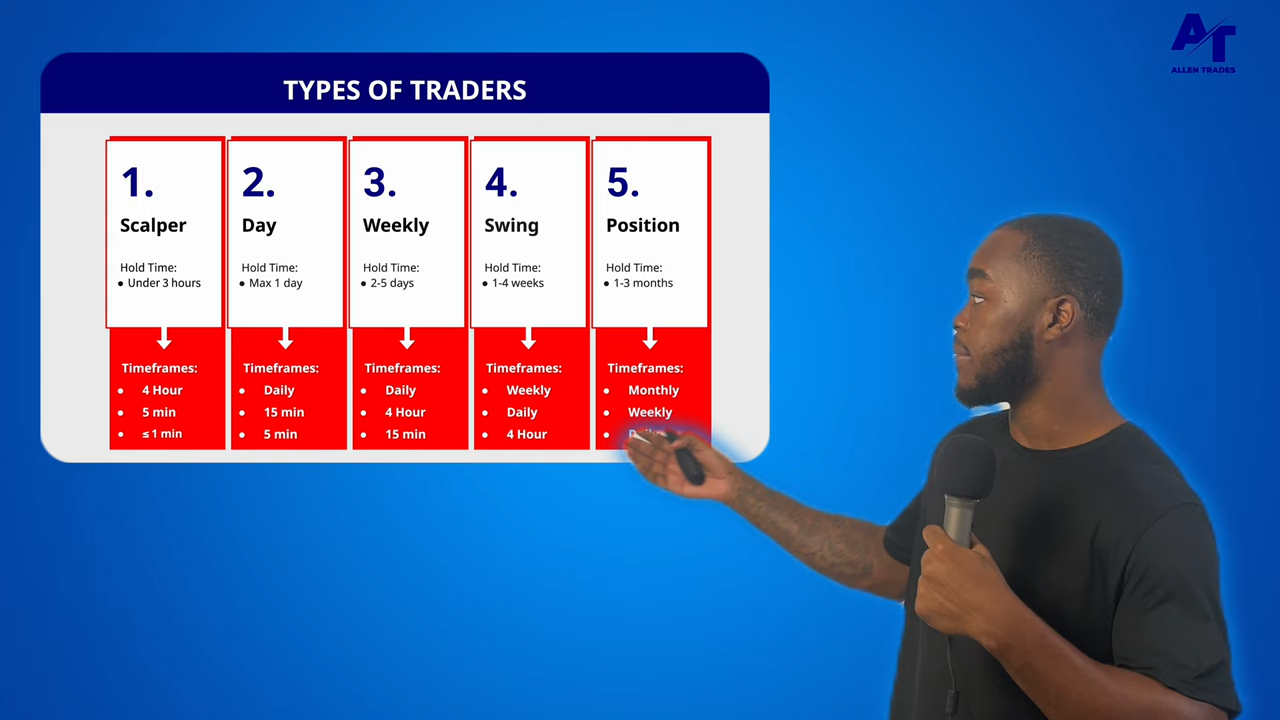 AT
ALLEN TRADES
TYPES OF TRADERS
1.
Scalper
Hold Time:
● Under 3 hours
Timeframes:
● 4 Hour
● 5 min
● ≤ 1 min
2.
Day
Hold Time:
● Max 1 day
Timeframes:
● Daily
● 15 min
● 5 min
3.
Weekly
Hold Time:
● 2-5 days
Timeframes:
● Daily
● 4 Hour
● 15 min
4.
Swing
Hold Time:
● 1-4 weeks
Timeframes:
● Weekly
● Daily
● 4 Hour
5.
Position
Hold Time:
● 1-3 months
Timeframes:
● Monthly
● Weekly